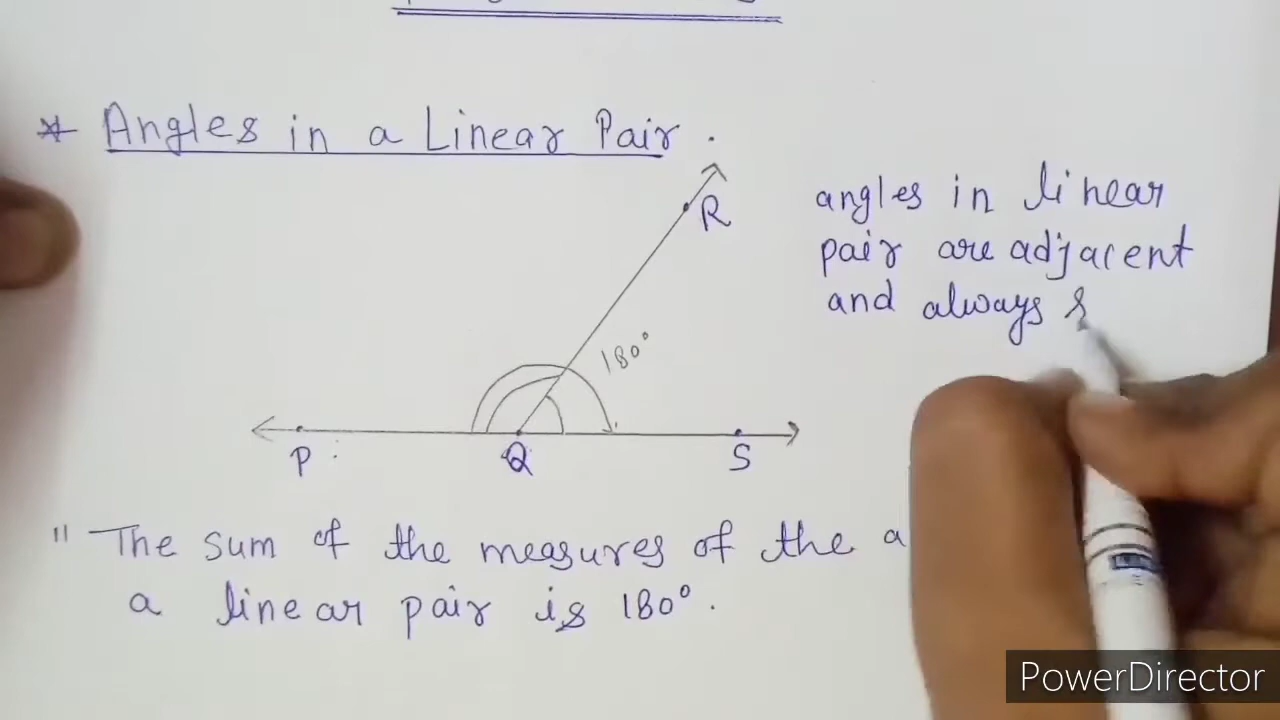 * Angles in a Linear Pair .
R
angles in linear
pair are adjacent
and always s
180°
P
Q
S
" The sum of the measures of the a
a linear pair is 180° .
PowerDirector